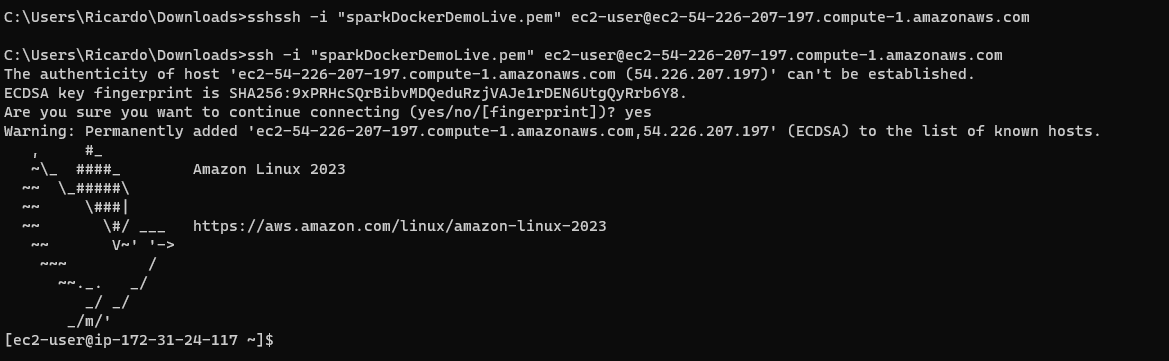 C:\Users\Ricardo\Downloads>sshssh -i "sparkDockerDemoLive.pem" ec2-user@ec2-54-226-207-197.compute-1.amazonaws.com
C:\Users\Ricardo\Downloads>ssh -i "sparkDockerDemoLive.pem" ec2-user@ec2-54-226-207-197.compute-1.amazonaws.com
The authenticity of host 'ec2-54-226-207-197.compute-1.amazonaws.com (54.226.207.197)' can't be established.
ECDSA key fingerprint is SHA256:9xPRHcSQrBibvMDQeduRzjVAJe1rDEN6UtgQyRrb6Y8.
Are you sure you want to continue connecting (yes/no/[fingerprint])? yes
Warning: Permanently added 'ec2-54-226-207-197.compute-1.amazonaws.com,54.226.207.197' (ECDSA) to the list of known hosts.
   ,     #_
   ~\_  ####_        Amazon Linux 2023
  ~~  \_#####\
  ~~     \###|
  ~~       \#/ ___   https://aws.amazon.com/linux/amazon-linux-2023
   ~~       V~' '->
    ~~~         /
      ~~._.   _/
         _/ _/
       _/m/'
[ec2-user@ip-172-31-24-117 ~]$